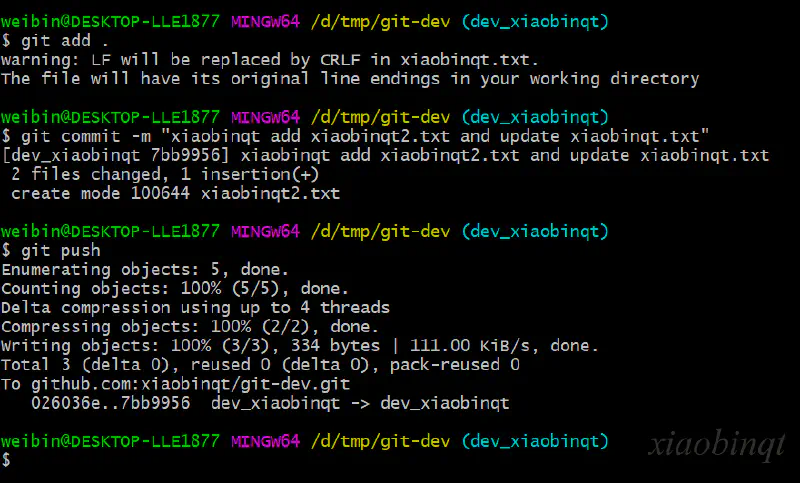 weibin@DESKTOP-LLE1877 MINGW64 /d/tmp/git-dev (dev_xiaobinqt)
$ git add .
warning: LF will be replaced by CRLF in xiaobinqt.txt.
The file will have its original line endings in your working directory
weibin@DESKTOP-LLE1877 MINGW64 /d/tmp/git-dev (dev_xiaobinqt)
$ git commit -m "xiaobinqt add xiaobinqt2.txt and update xiaobinqt.txt"
[dev_xiaobinqt 7bb9956] xiaobinqt add xiaobinqt2.txt and update xiaobinqt.txt
 2 files changed, 1 insertion(+)
 create mode 100644 xiaobinqt2.txt
weibin@DESKTOP-LLE1877 MINGW64 /d/tmp/git-dev (dev_xiaobinqt)
$ git push
Enumerating objects: 5, done.
Counting objects: 100% (5/5), done.
Delta compression using up to 4 threads
Compressing objects: 100% (2/2), done.
Writing objects: 100% (3/3), 334 bytes | 111.00 KiB/s, done.
Total 3 (delta 0), reused 0 (delta 0), pack-reused 0
To github.com:xiaobinqt/git-dev.git
   026036e..7bb9956  dev_xiaobinqt -> dev_xiaobinqt
weibin@DESKTOP-LLE1877 MINGW64 /d/tmp/git-dev (dev_xiaobinqt)
$
xiaobinqt